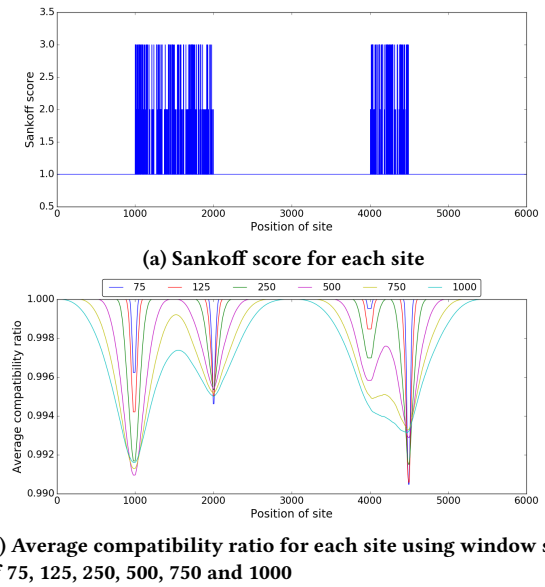 3.5
3.0
2.5
2.0
1.5
1.0
0.5
Sankoff score
0 1000 2000 3000 4000 5000 6000
Position of site
(a) Sankoff score for each site
75 125 250 500 750 1000
1.000
0.998
0.996
0.994
0.992
0.990
Average compatibility ratio
0 1000 2000 3000 4000 5000 6000
Position of site
) Average compatibility ratio for each site using window s
75, 125, 250, 500, 750 and 1000